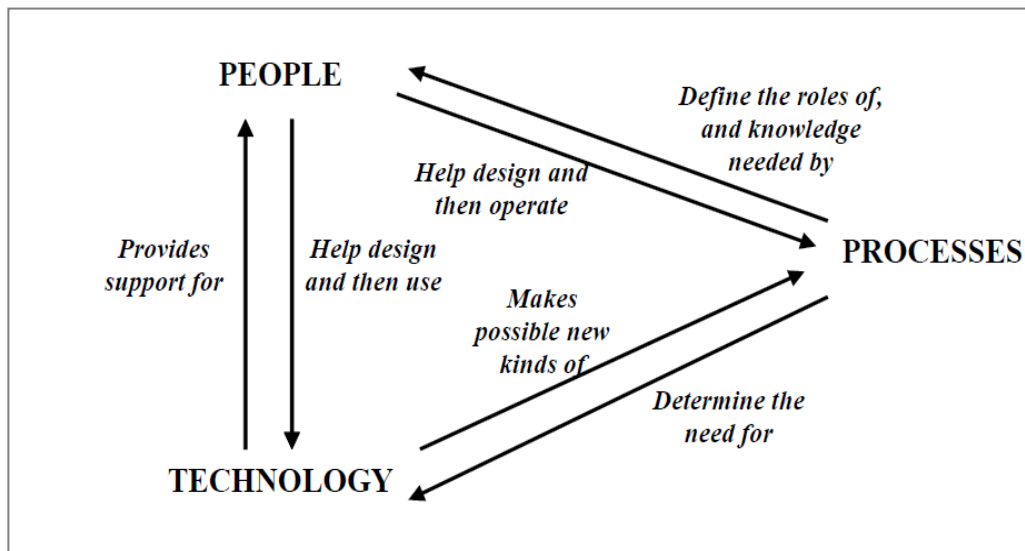 PEOPLE
Define the roles of,
and knowledge
needed by
Help design and
then operate
Provides
support for
Help design
and then use
PROCESSES
Makes
possible new
kinds of
Determine the
need for
TECHNOLOGY